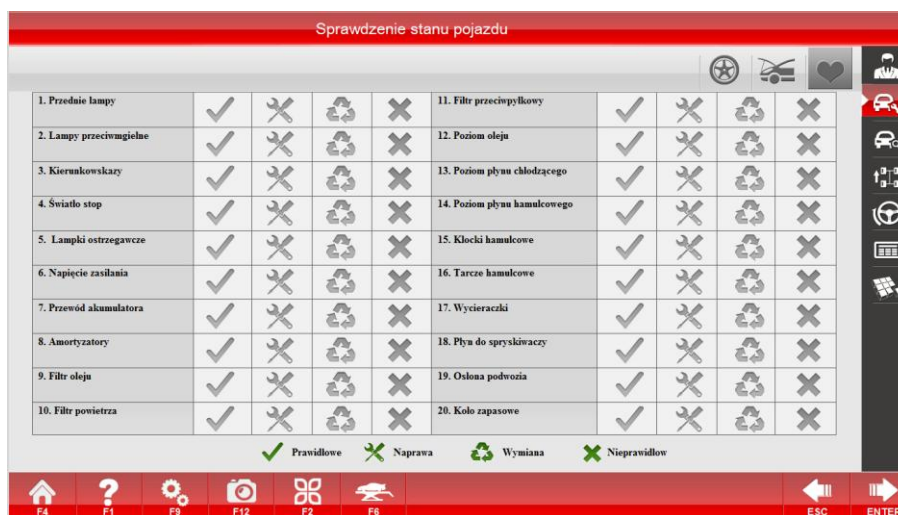 Sprawdzenie stanu pojazdu
1. Przednie lampy
11. Filtr przeciwpyłkowy
2. Lampy przeciwmgielne
12. Poziom oleju
3. Kierunkowskazy
13. Poziom płynu chłodzącego
4. Światło stop
14. Poziom płynu hamulcowego
5. Lampki ostrzegawcze
15. Klocki hamulcowe
6. Napięcie zasilania
16. Tarcze hamulcowe
7. Przewód akumulatora
17. Wycieraczki
8. Amortyzatory
18. Płyn do spryskiwaczy
9. Filtr oleju
19. Osłona podwozia
10. Filtr powietrza
20. Koło zapasowe
Prawidłowe Naprawa Wymiana Nieprawidłow
F4 F1 F9 F12 F2 F6 ESC ENTER